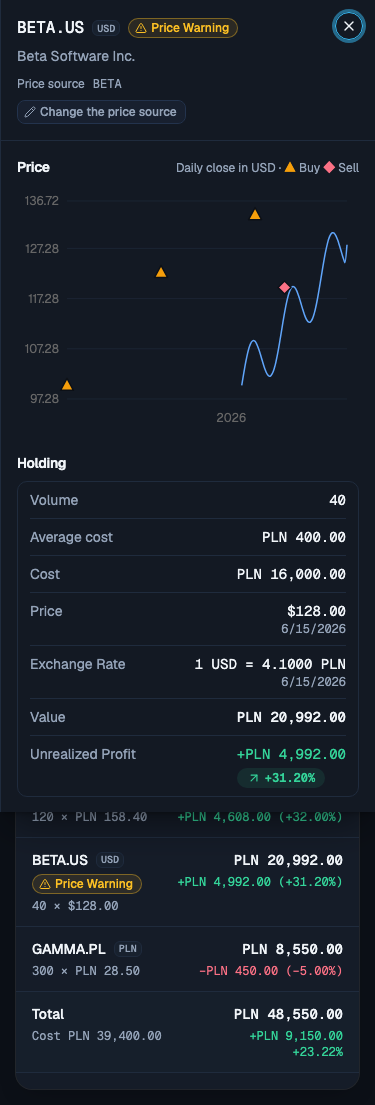 BETA.US USD Price Warning
Beta Software Inc.
Price source BETA
Change the price source
Price
Daily close in USD · Buy Sell
136.72
127.28
117.28
107.28
97.28
2026
Holding
Volume 40
Average cost PLN 400.00
Cost PLN 16,000.00
Price $128.00
6/15/2026
Exchange Rate 1 USD = 4.1000 PLN
6/15/2026
Value PLN 20,992.00
Unrealized Profit +PLN 4,992.00
+31.20%
120 × PLN 158.40 +PLN 4,608.00 (+32.00%)
BETA.US USD PLN 20,992.00
Price Warning +PLN 4,992.00 (+31.20%)
40 × $128.00
GAMMA.PL PLN PLN 8,550.00
300 × PLN 28.50 −PLN 450.00 (−5.00%)
Total PLN 48,550.00
Cost PLN 39,400.00 +PLN 9,150.00
+23.22%